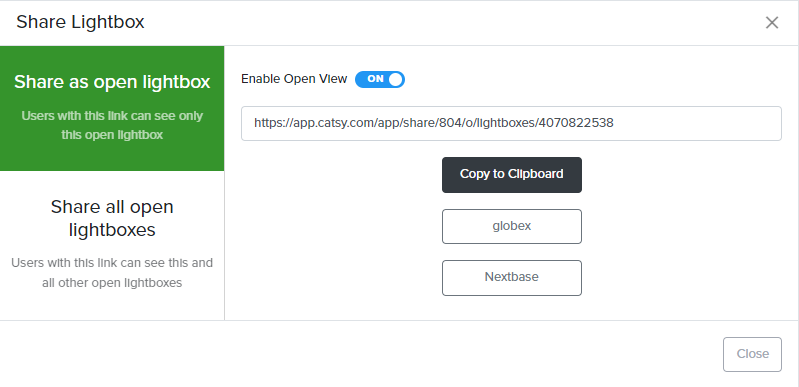 Share Lightbox
Share as open lightbox
Users with this link can see only
this open lightbox
Share all open
lightboxes
Users with this link can see this and
all other open lightboxes
Enable Open View
ON
https://app.catsy.com/app/share/804/o/lightboxes/4070822538
Copy to Clipboard
globex
Nextbase
Close